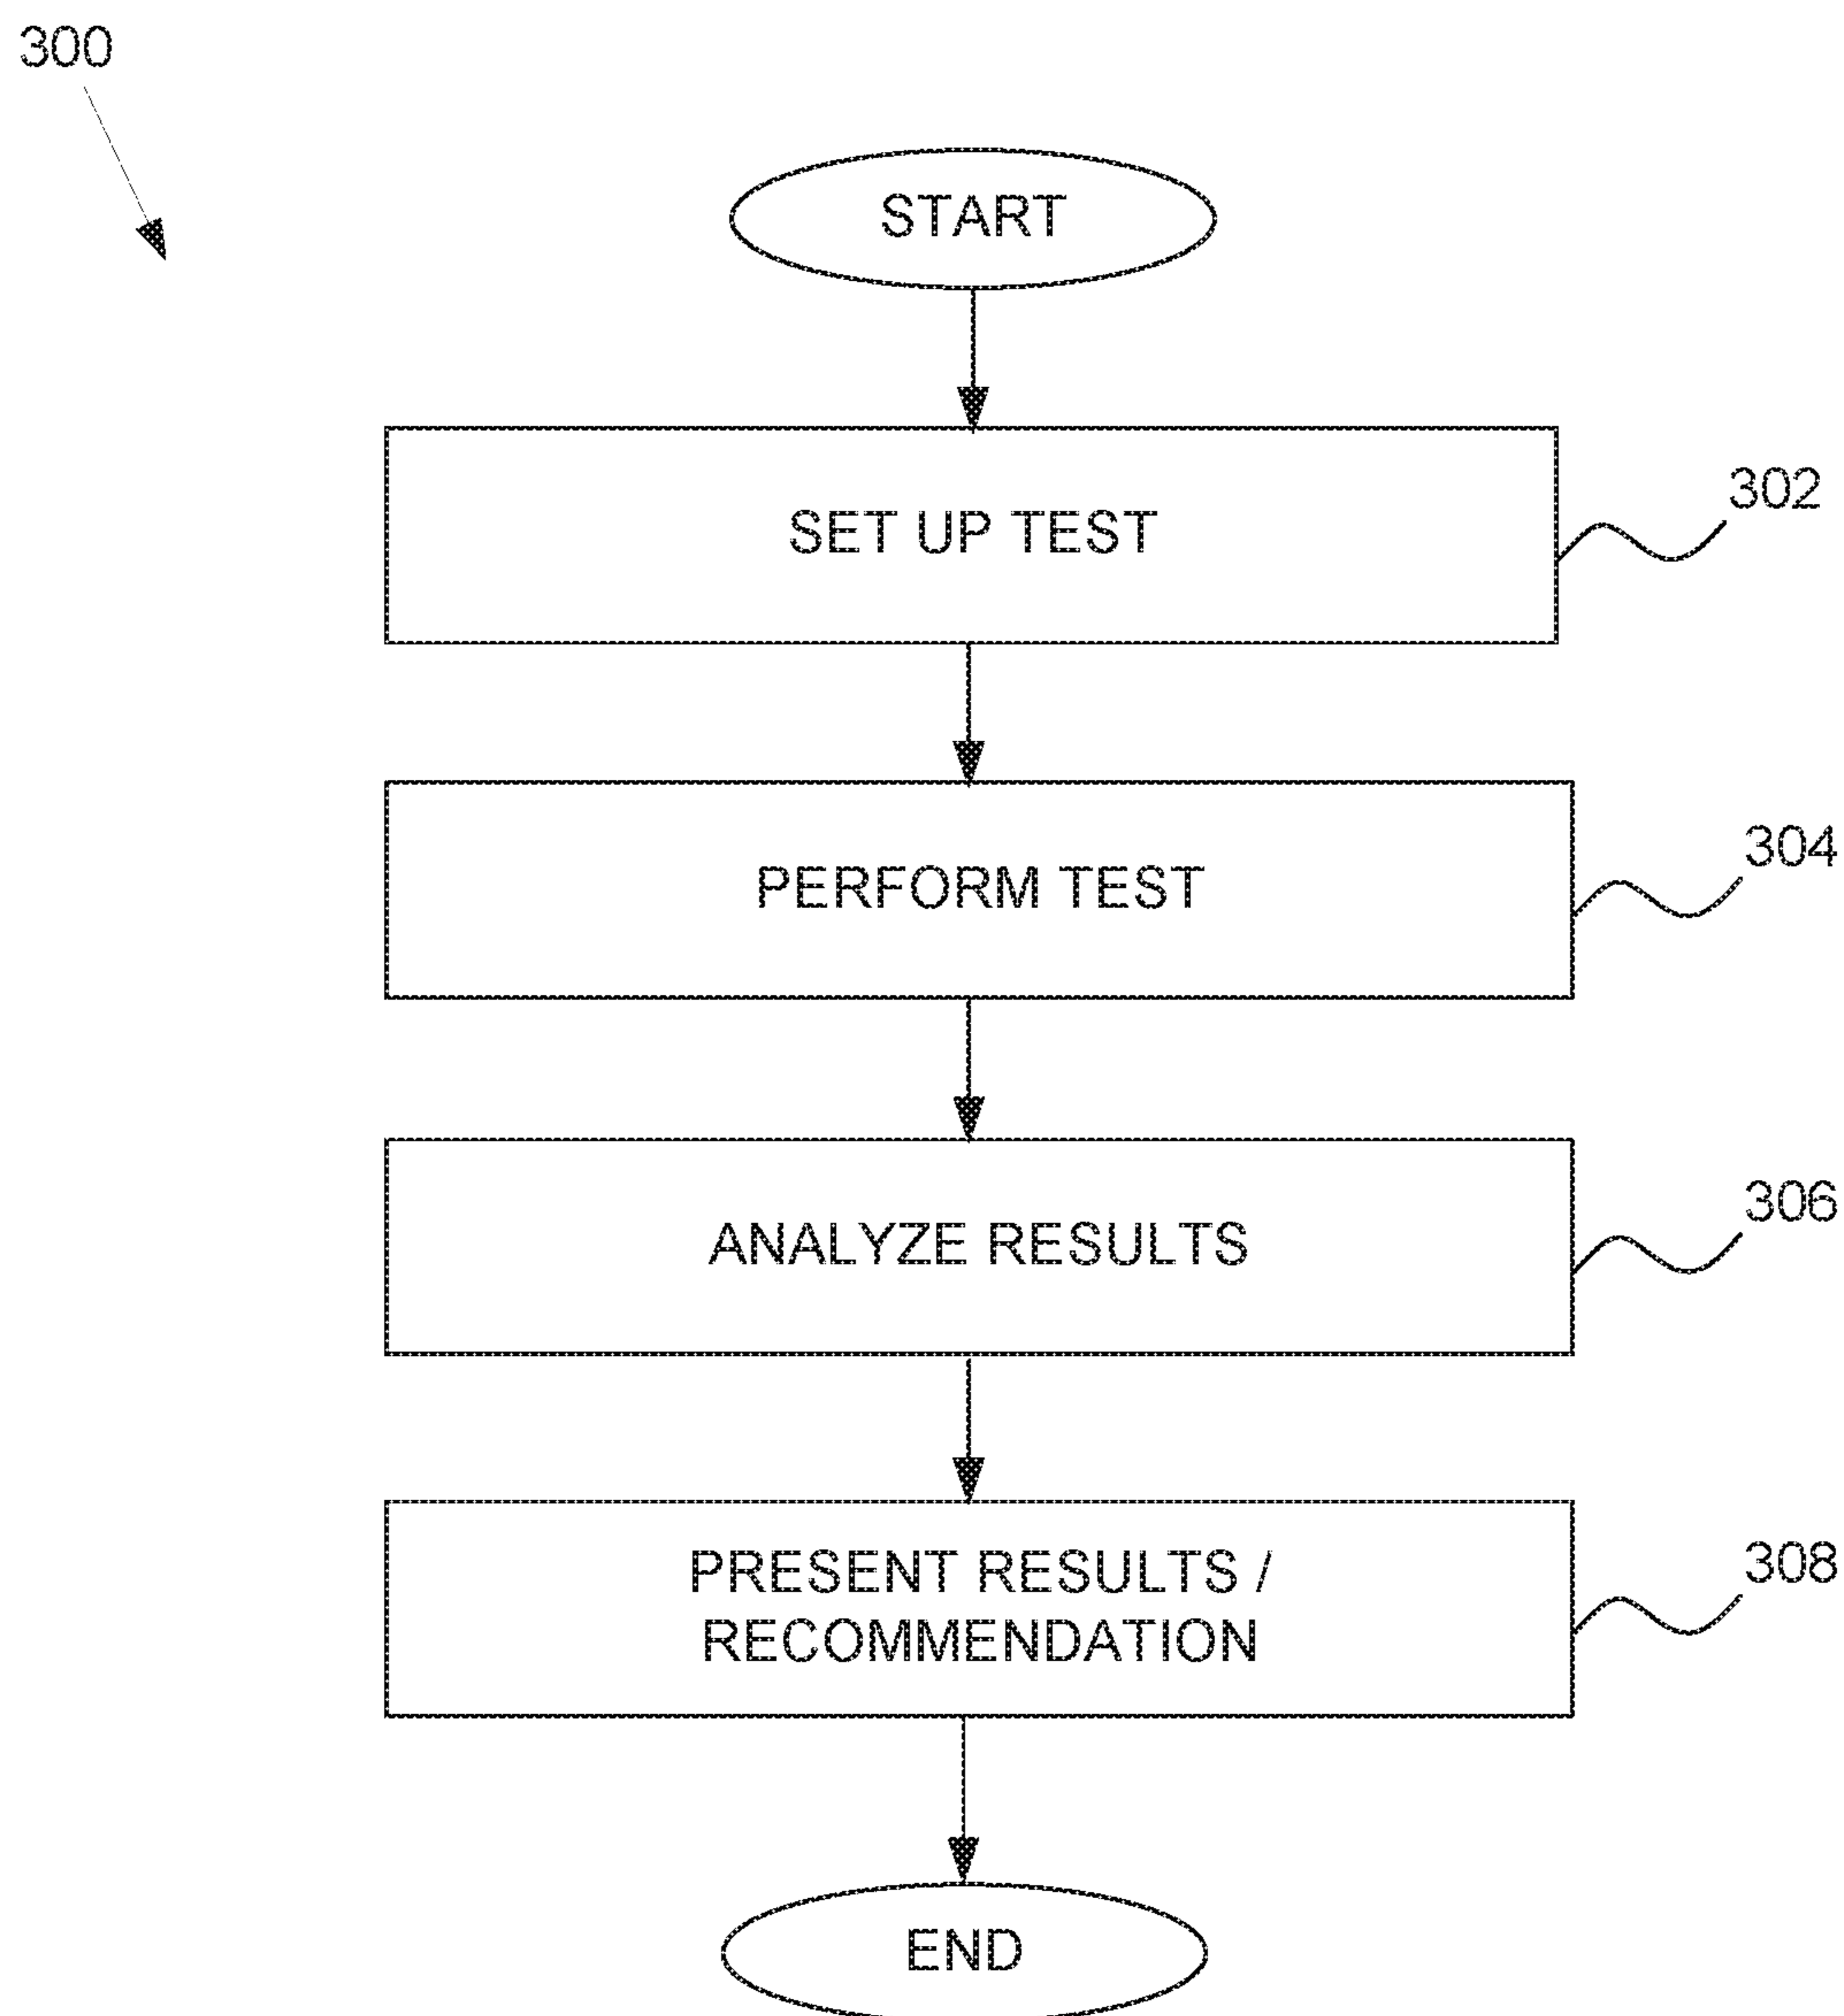 300
START
SET UP TEST
302
PERFORM TEST
304
ANALYZE RESULTS
306
PRESENT RESULTS /
RECOMMENDATION
308
END